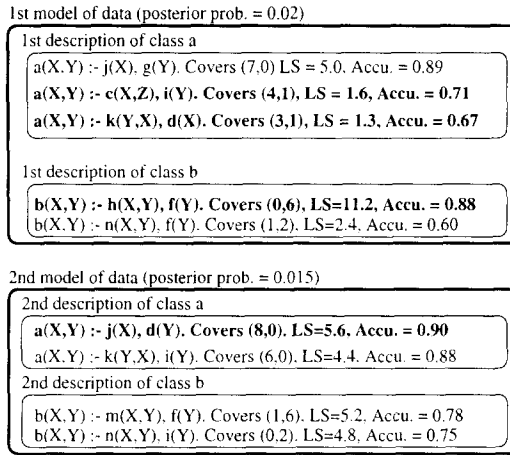 1st model of data (posterior prob. = 0.02)
1st description of class a
a(X.Y) :- j(X), g(Y). Covers (7,0) LS = 5.0, Accu. = 0.89
a(X,Y) :- c(X,Z), i(Y). Covers (4,1), LS = 1.6, Accu. = 0.71
a(X,Y) :- k(Y,X), d(X). Covers (3,1), LS = 1.3, Accu. = 0.67
1st description of class b
b(X,Y) :- h(X,Y), f(Y). Covers (0,6), LS=11.2, Accu. = 0.88
b(X.Y) :- n(X,Y), f(Y). Covers (1,2). LS=2.4, Accu. = 0.60
2nd model of data (posterior prob. = 0.015)
2nd description of class a
a(X,Y) :- j(X), d(Y). Covers (8,0). LS=5.6, Accu. = 0.90
a(X,Y) :- k(Y,X), i(Y). Covers (6,0). LS=4.4. Accu. = 0.88
2nd description of class b
b(X,Y) :- m(X,Y), f(Y). Covers (1,6). LS=5.2, Accu. = 0.78
b(X,Y) :- n(X,Y), i(Y). Covers (0,2). LS=4.8, Accu. = 0.75